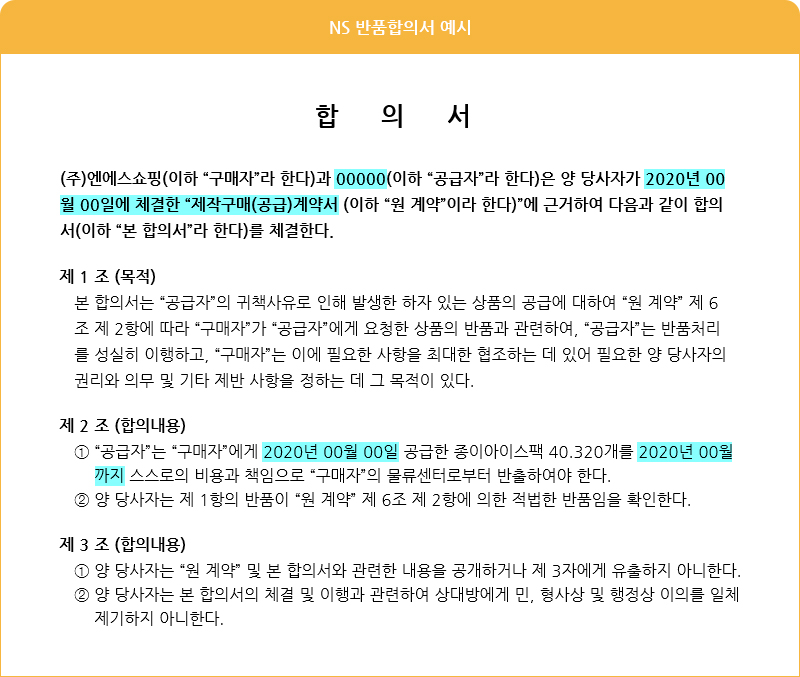 NS 반품합의서 예시
합 의 서
(주)엔에스쇼핑(이하 “구매자”라 한다)과 00000(이하 “공급자”라 한다)은 양 당사자가 2020년 00
월 00일에 체결한 “제작구매(공급)계약서 (이하 “원 계약”이라 한다)”에 근거하여 다음과 같이 합의
서(이하 “본 합의서”라 한다)를 체결한다.
제 1 조 (목적)
본 합의서는 “공급자”의 귀책사유로 인해 발생한 하자 있는 상품의 공급에 대하여 “원 계약” 제 6
조 제 2항에 따라 “구매자”가 “공급자”에게 요청한 상품의 반품과 관련하여, “공급자”는 반품처리
를 성실히 이행하고, “구매자”는 이에 필요한 사항을 최대한 협조하는 데 있어 필요한 양 당사자의
권리와 의무 및 기타 제반 사항을 정하는 데 그 목적이 있다.
제 2 조 (합의내용)
① “공급자”는 “구매자”에게 2020년 00월 00일 공급한 종이아이스팩 40.320개를 2020년 00월
까지 스스로의 비용과 책임으로 “구매자”의 물류센터로부터 반출하여야 한다.
② 양 당사자는 제 1항의 반품이 “원 계약” 제 6조 제 2항에 의한 적법한 반품임을 확인한다.
제 3 조 (합의내용)
① 양 당사자는 “원 계약” 및 본 합의서와 관련한 내용을 공개하거나 제 3자에게 유출하지 아니한다.
② 양 당사자는 본 합의서의 체결 및 이행과 관련하여 상대방에게 민, 형사상 및 행정상 이의를 일체
제기하지 아니한다.